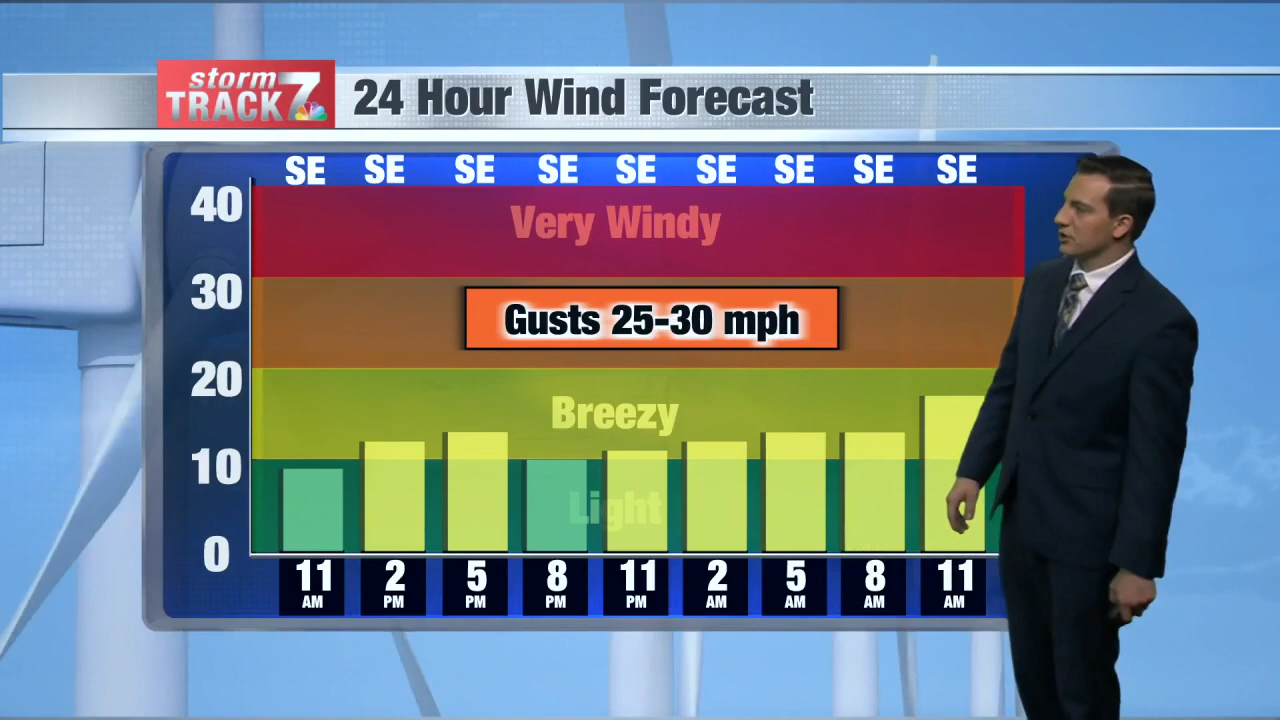 storm
TRACK 7
24 Hour Wind Forecast
SE SE SE SE SE SE SE SE SE
40
Very Windy
30
Gusts 25-30 mph
20
Breezy
10
Light
0
11 2 5 8 11 2 5 8 11
AM PM PM PM PM AM AM AM AM